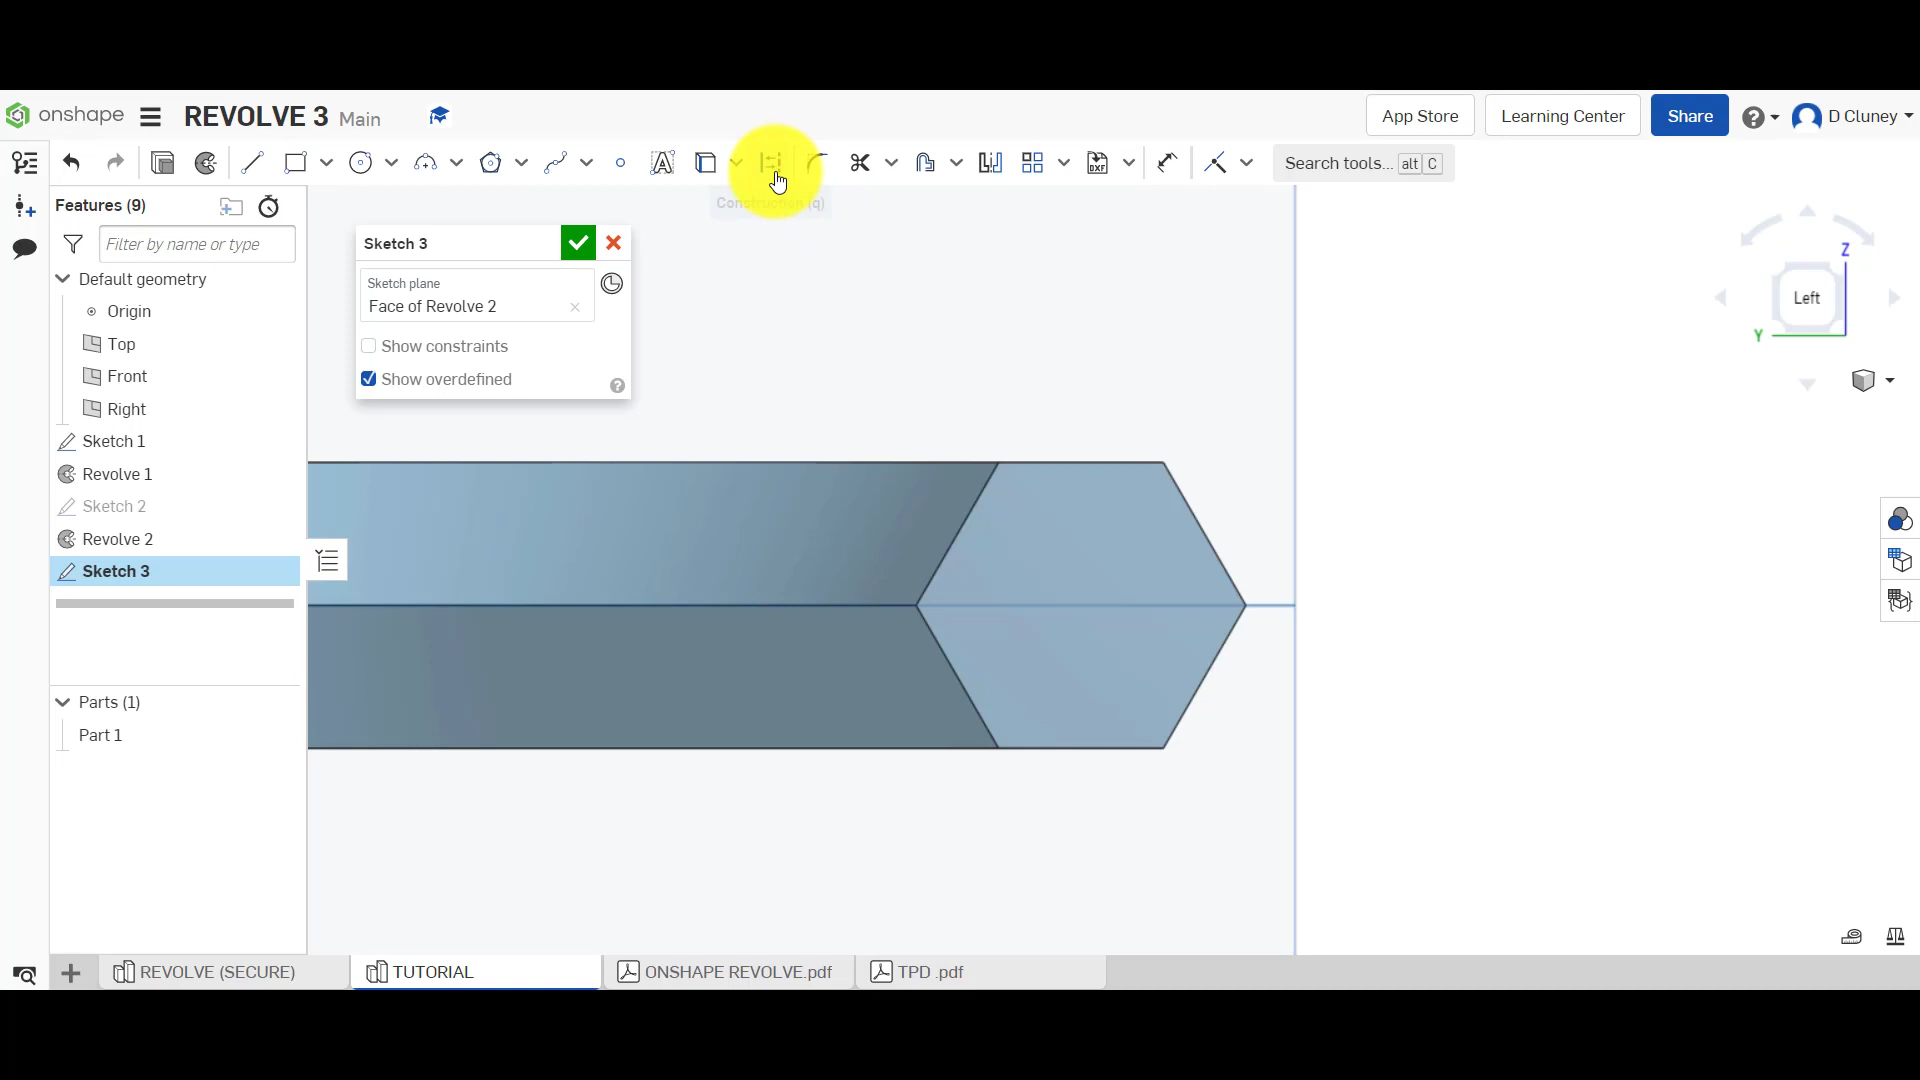 onshape REVOLVE 3 Main App Store Learning Center Share D Cluney
Search tools... alt C
Construction (q)
Features (9)
Filter by name or type
Default geometry
Origin
Top
Front
Right
Sketch 1
Revolve 1
Sketch 2
Revolve 2
Sketch 3
Parts (1)
Part 1
Sketch 3
Sketch plane
Face of Revolve 2
Show constraints
Show overdefined
Z
Left
Y
REVOLVE (SECURE) TUTORIAL ONSHAPE REVOLVE.pdf TPD .pdf